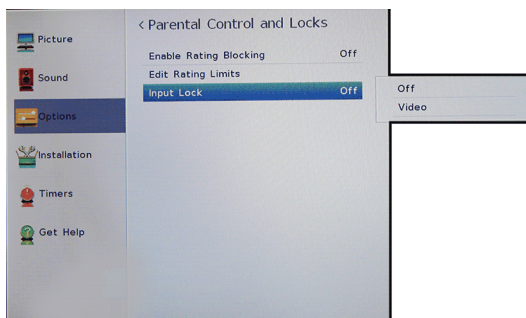 Picture
Sound
Options
Installation
Timers
Get Help
< Parental Control and Locks
Enable Rating Blocking Off
Edit Rating Limits
Input Lock Off
Off
Video